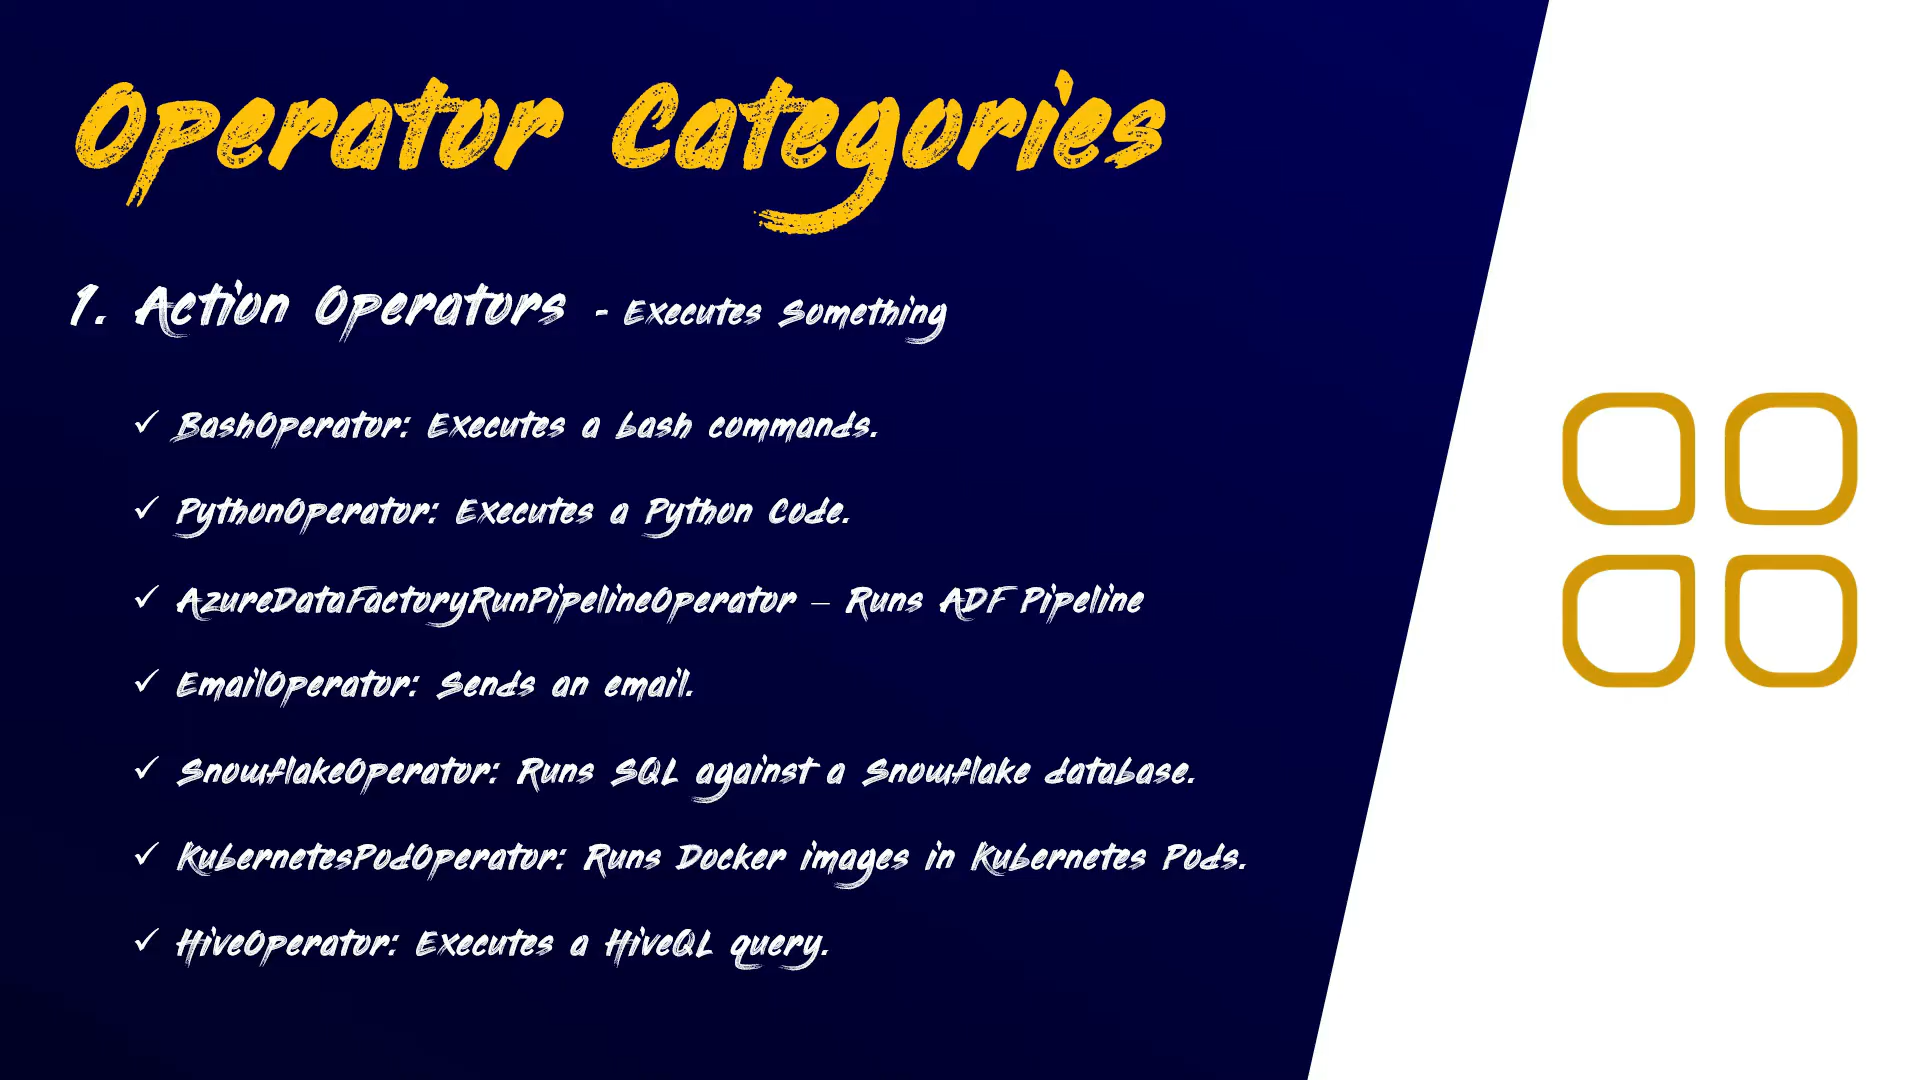 Operator Categories
1. Action Operators - Executes Something
✓ BashOperator: Executes a bash commands.
✓ PythonOperator: Executes a Python Code.
✓ AzureDataFactoryRunPipelineOperator – Runs ADF Pipeline
✓ EmailOperator: Sends an email.
✓ SnowflakeOperator: Runs SQL against a Snowflake database.
✓ KubernetesPodOperator: Runs Docker images in Kubernetes Pods.
✓ HiveOperator: Executes a HiveQL query.